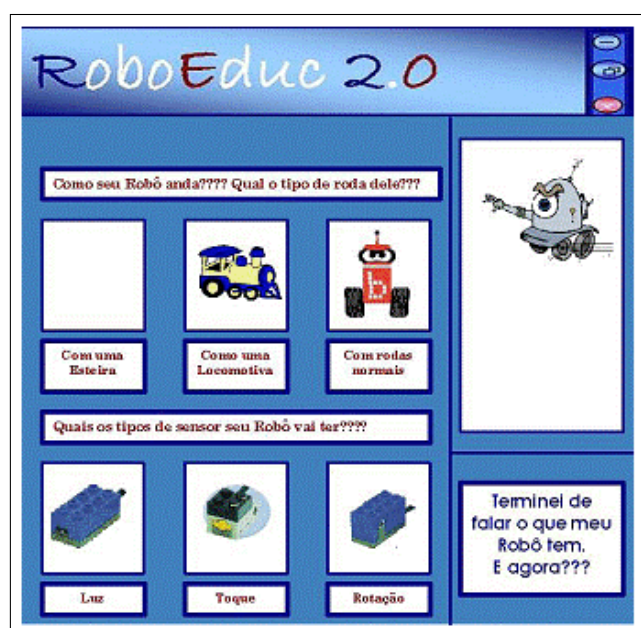 RoboEduc 2.0
Como seu Robô anda???? Qual o tipo de roda dele???
Com uma
Esteira
Como uma
Locomotiva
Com rodas
normais
Quais os tipos de sensor seu Robô vai ter????
Luz
Toque
Rotação
Terminei de
falar o que meu
Robô tem.
E agora???
b